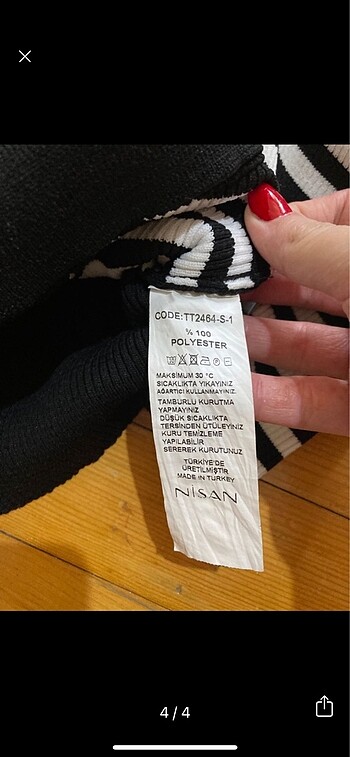 CODE:TT2464-S-1
% 100
POLYESTER
MAKSİMUM 30 °C
SICAKLIKTA YIKAYINIZ
AĞARTICI KULLANMAYINIZ.
TAMBURLU KURUTMA
YAPMAYINIZ
DÜŞÜK SICAKLIKTA
TERSİNDEN ÜTÜLEYİNİZ
KURU TEMİZLEME
YAPILABİLİR
SEREREK KURUTUNUZ
TÜRKİYE'DE
ÜRETİLMİŞTİR
MADE IN TURKEY
NİSAN
4 / 4